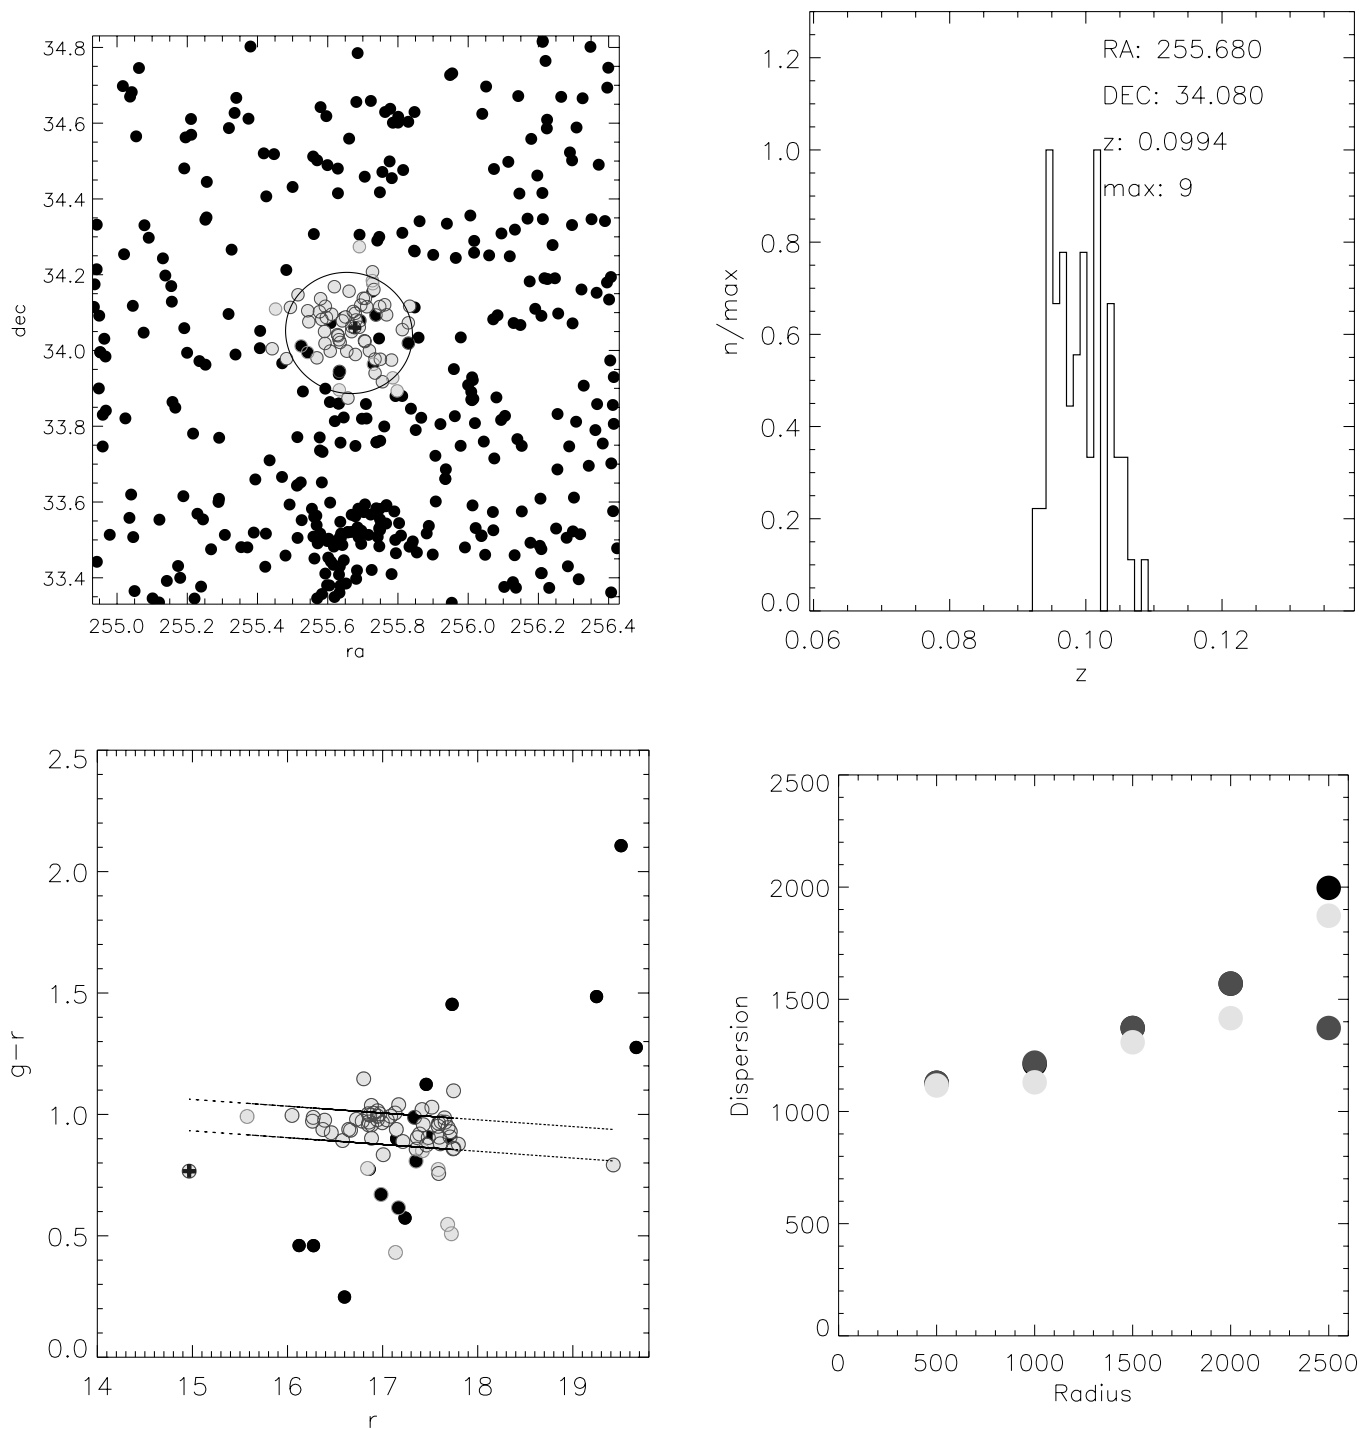 34.8
34.6
34.4
34.2
34.0
33.8
33.6
33.4
dec
255.0 255.2 255.4 255.6 255.8 256.0 256.2 256.4
ra
1.2
1.0
0.8
0.6
0.4
0.2
0.0
n/max
RA: 255.680
DEC: 34.080
z: 0.0994
max: 9
0.06 0.08 0.10 0.12
z
2.5
2.0
1.5
1.0
0.5
0.0
g-r
14 15 16 17 18 19
r
2500
2000
1500
1000
500
0
Dispersion
0 500 1000 1500 2000 2500
Radius